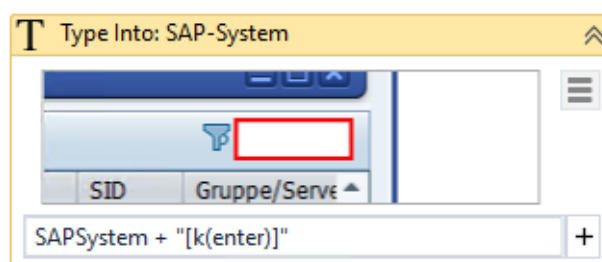 T Type Into: SAP-System
SID Gruppe/Serve
SAPSystem + "[k(enter)]"
+